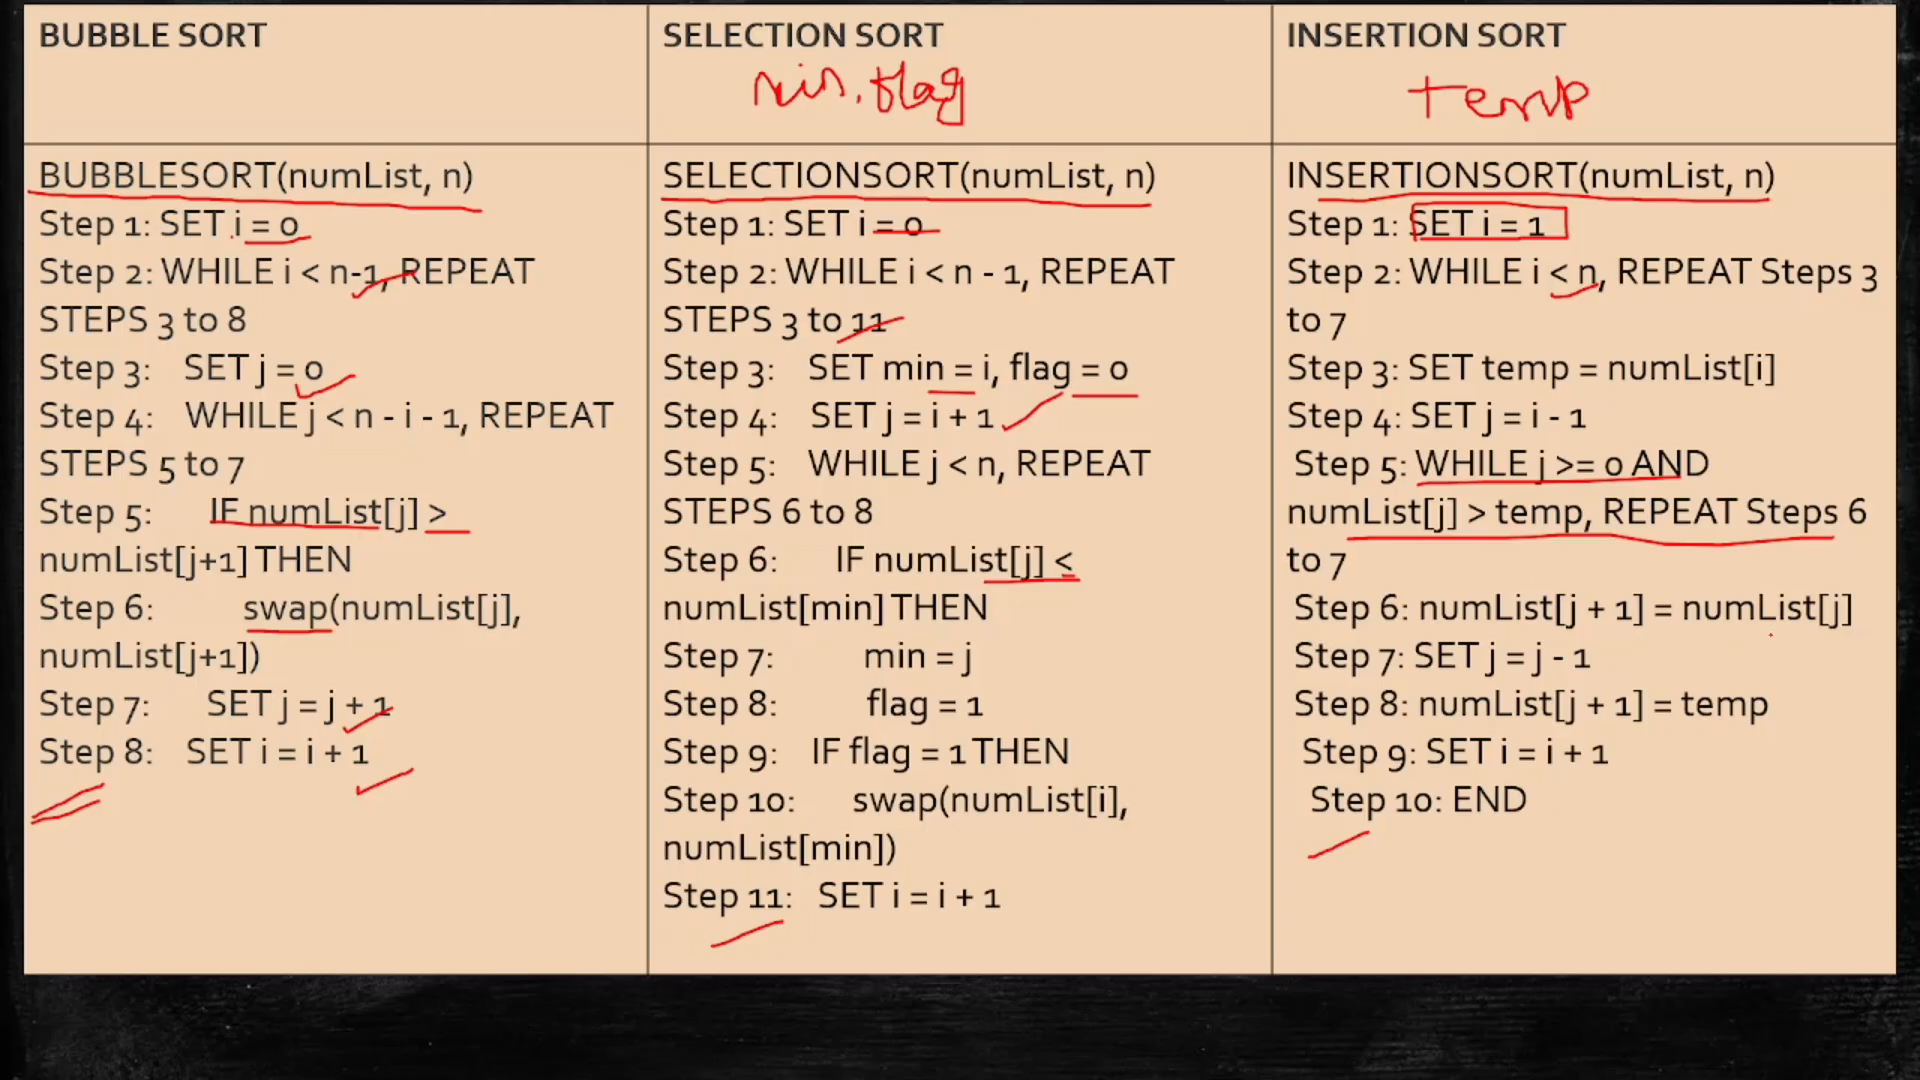 BUBBLE SORT
BUBBLESORT(numList, n)
Step 1: SET i = 0
Step 2: WHILE i < n-1, REPEAT
STEPS 3 to 8
Step 3: SET j = 0
Step 4: WHILE j < n - i - 1, REPEAT
STEPS 5 to 7
Step 5: IF numList[j] >
numList[j+1] THEN
Step 6: swap(numList[j],
numList[j+1])
Step 7: SET j = j + 1
Step 8: SET i = i + 1
SELECTION SORT
min, flag
SELECTIONSORT(numList, n)
Step 1: SET i = 0
Step 2: WHILE i < n - 1, REPEAT
STEPS 3 to 11
Step 3: SET min = i, flag = 0
Step 4: SET j = i + 1
Step 5: WHILE j < n, REPEAT
STEPS 6 to 8
Step 6: IF numList[j] <
numList[min] THEN
Step 7: min = j
Step 8: flag = 1
Step 9: IF flag = 1 THEN
Step 10: swap(numList[i],
numList[min])
Step 11: SET i = i + 1
INSERTION SORT
temp
INSERTIONSORT(numList, n)
Step 1: SET i = 1
Step 2: WHILE i < n, REPEAT Steps 3
to 7
Step 3: SET temp = numList[i]
Step 4: SET j = i - 1
Step 5: WHILE j >= 0 AND
numList[j] > temp, REPEAT Steps 6
to 7
Step 6: numList[j + 1] = numList[j]
Step 7: SET j = j - 1
Step 8: numList[j + 1] = temp
Step 9: SET i = i + 1
Step 10: END